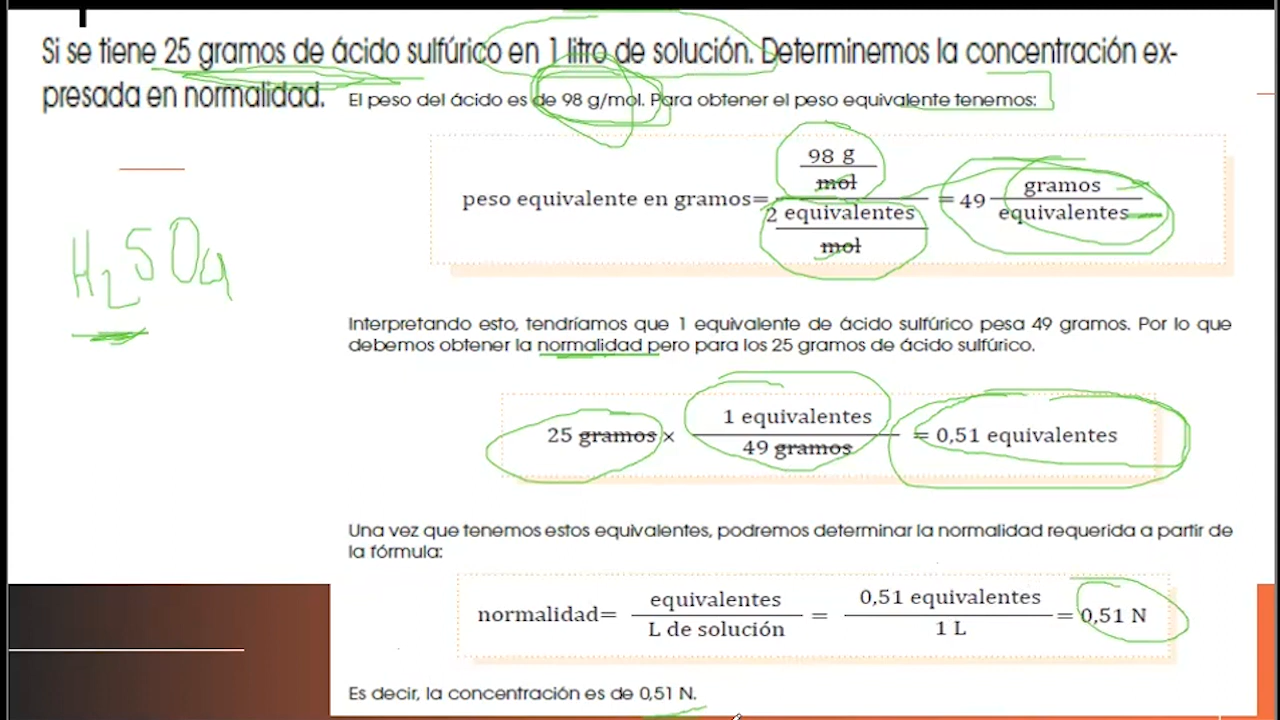 Si se tiene 25 gramos de ácido sulfúrico en 1 litro de solución. Determinemos la concentración ex-
presada en normalidad.
El peso del ácido es de 98 g/mol. Para obtener el peso equivalente tenemos:
98 g
mol
peso equivalente en gramos=
2 equivalentes
mol
= 49
gramos
equivalentes
H2SO4
Interpretando esto, tendríamos que 1 equivalente de ácido sulfúrico pesa 49 gramos. Por lo que
debemos obtener la normalidad pero para los 25 gramos de ácido sulfúrico.
25 gramos ×
1 equivalentes
49 gramos
= 0,51 equivalentes
Una vez que tenemos estos equivalentes, podremos determinar la normalidad requerida a partir de
la fórmula:
normalidad=
equivalentes
L de solución
=
0,51 equivalentes
1 L
= 0,51 N
Es decir, la concentración es de 0,51 N.